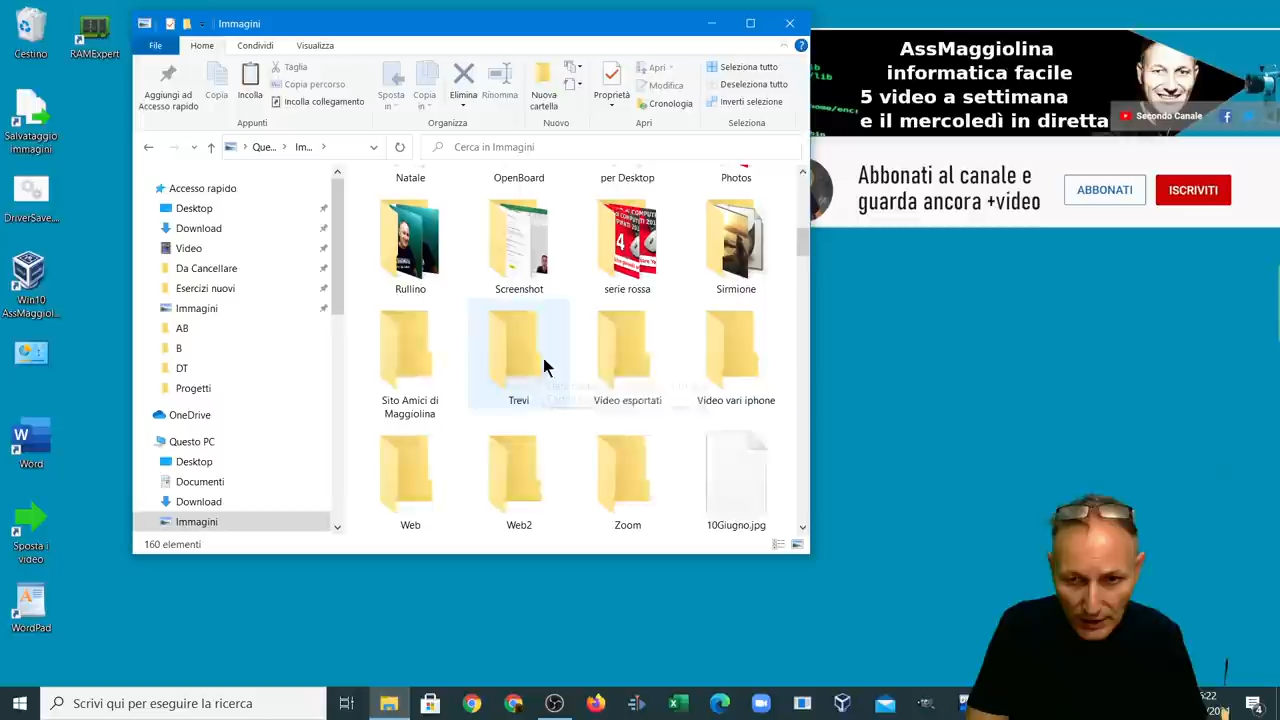 Cestino
RAMExpert
Salvataggio
immagini
DriverSave....
Win10
AssMaggiol...
Word
Sposta i
video
WordPad
Immagini
File
Home
Condividi
Visualizza
Aggiungi ad
Accesso rapido
Copia
Incolla
Taglia
Copia percorso
Incolla collegamento
Appunti
Sposta
in
Copia
in
Elimina
Rinomina
Organizza
Nuova
cartella
Nuovo
Proprietà
Apri
Modifica
Cronologia
Apri
Seleziona tutto
Deseleziona tutto
Inverti selezione
Seleziona
Que...
Im...
Cerca in Immagini
Accesso rapido
Desktop
Download
Video
Da Cancellare
Esercizi nuovi
Immagini
AB
B
DT
Progetti
OneDrive
Questo PC
Desktop
Documenti
Download
Immagini
Natale
OpenBoard
per Desktop
Photos
Rullino
Screenshot
serie rossa
Sirmione
Sito Amici di
Maggiolina
Trevi
Video esportati
Video vari iphone
Web
Web2
Zoom
10Giugno.jpg
160 elementi
AssMaggiolina
informatica facile
5 video a settimana
e il mercoledì in diretta
Secondo Canale
Abbonati al canale e
guarda ancora +video
ABBONATI
ISCRIVITI
Scrivi qui per eseguire la ricerca
4